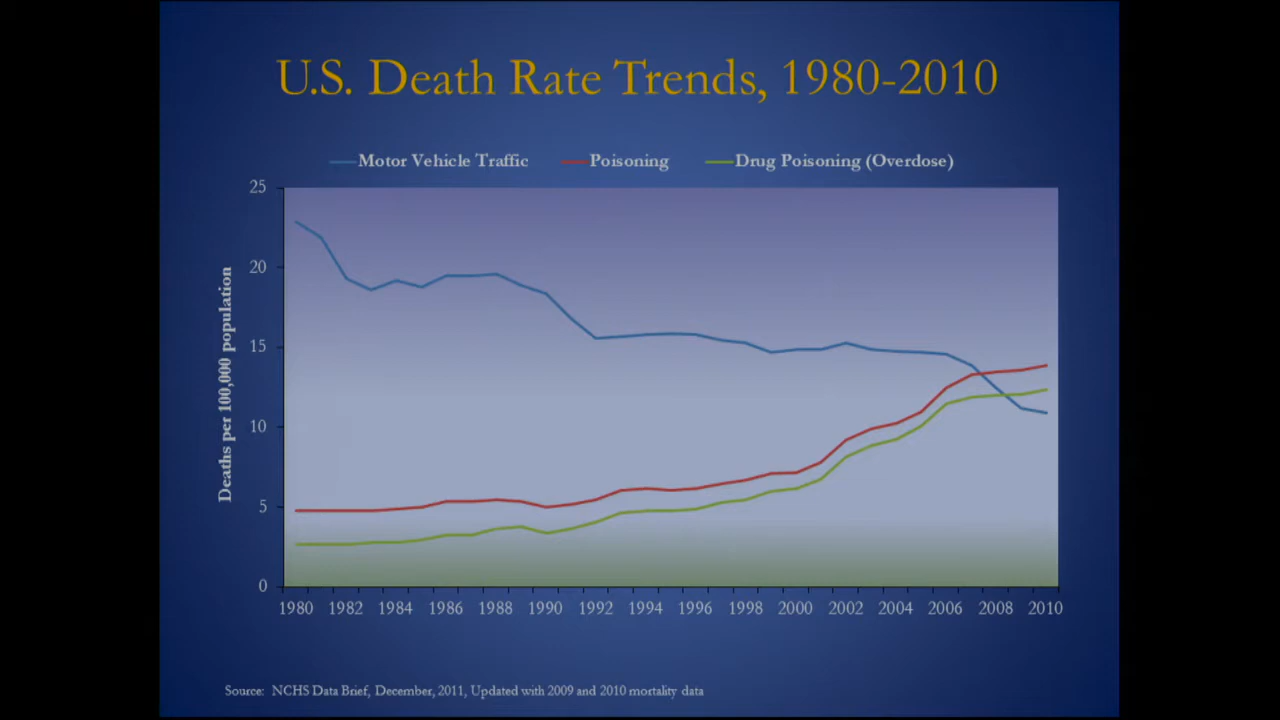 U.S. Death Rate Trends, 1980-2010
Motor Vehicle Traffic Poisoning Drug Poisoning (Overdose)
Deaths per 100,000 population
25
20
15
10
5
0
1980 1982 1984 1986 1988 1990 1992 1994 1996 1998 2000 2002 2004 2006 2008 2010
Source: NCHS Data Brief, December, 2011, Updated with 2009 and 2010 mortality data